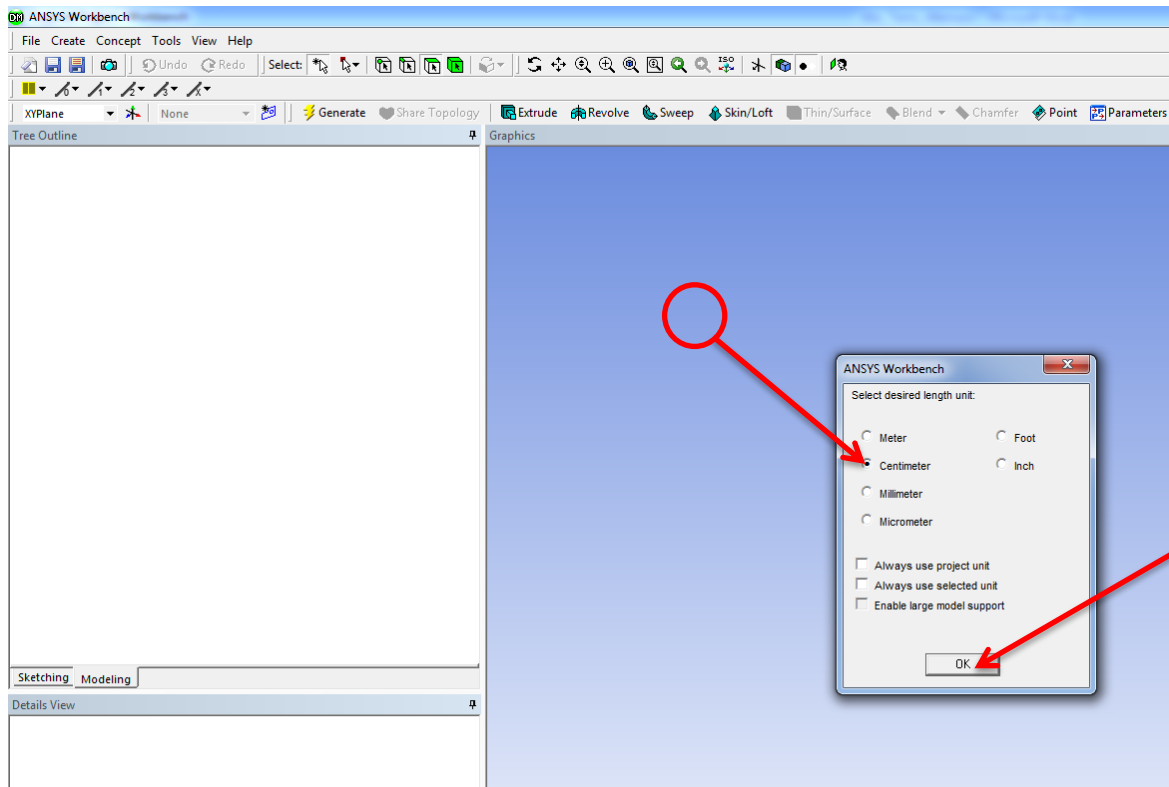 DM ANSYS Workbench
File Create Concept Tools View Help
Undo Redo Select: ISO
XYPlane None Generate Share Topology Extrude Revolve Sweep Skin/Loft Thin/Surface Blend Chamfer Point Parameters
Tree Outline Graphics
ANSYS Workbench
Select desired length unit:
Meter Foot
Centimeter Inch
Millimeter
Micrometer
Always use project unit
Always use selected unit
Enable large model support
OK
Sketching Modeling
Details View